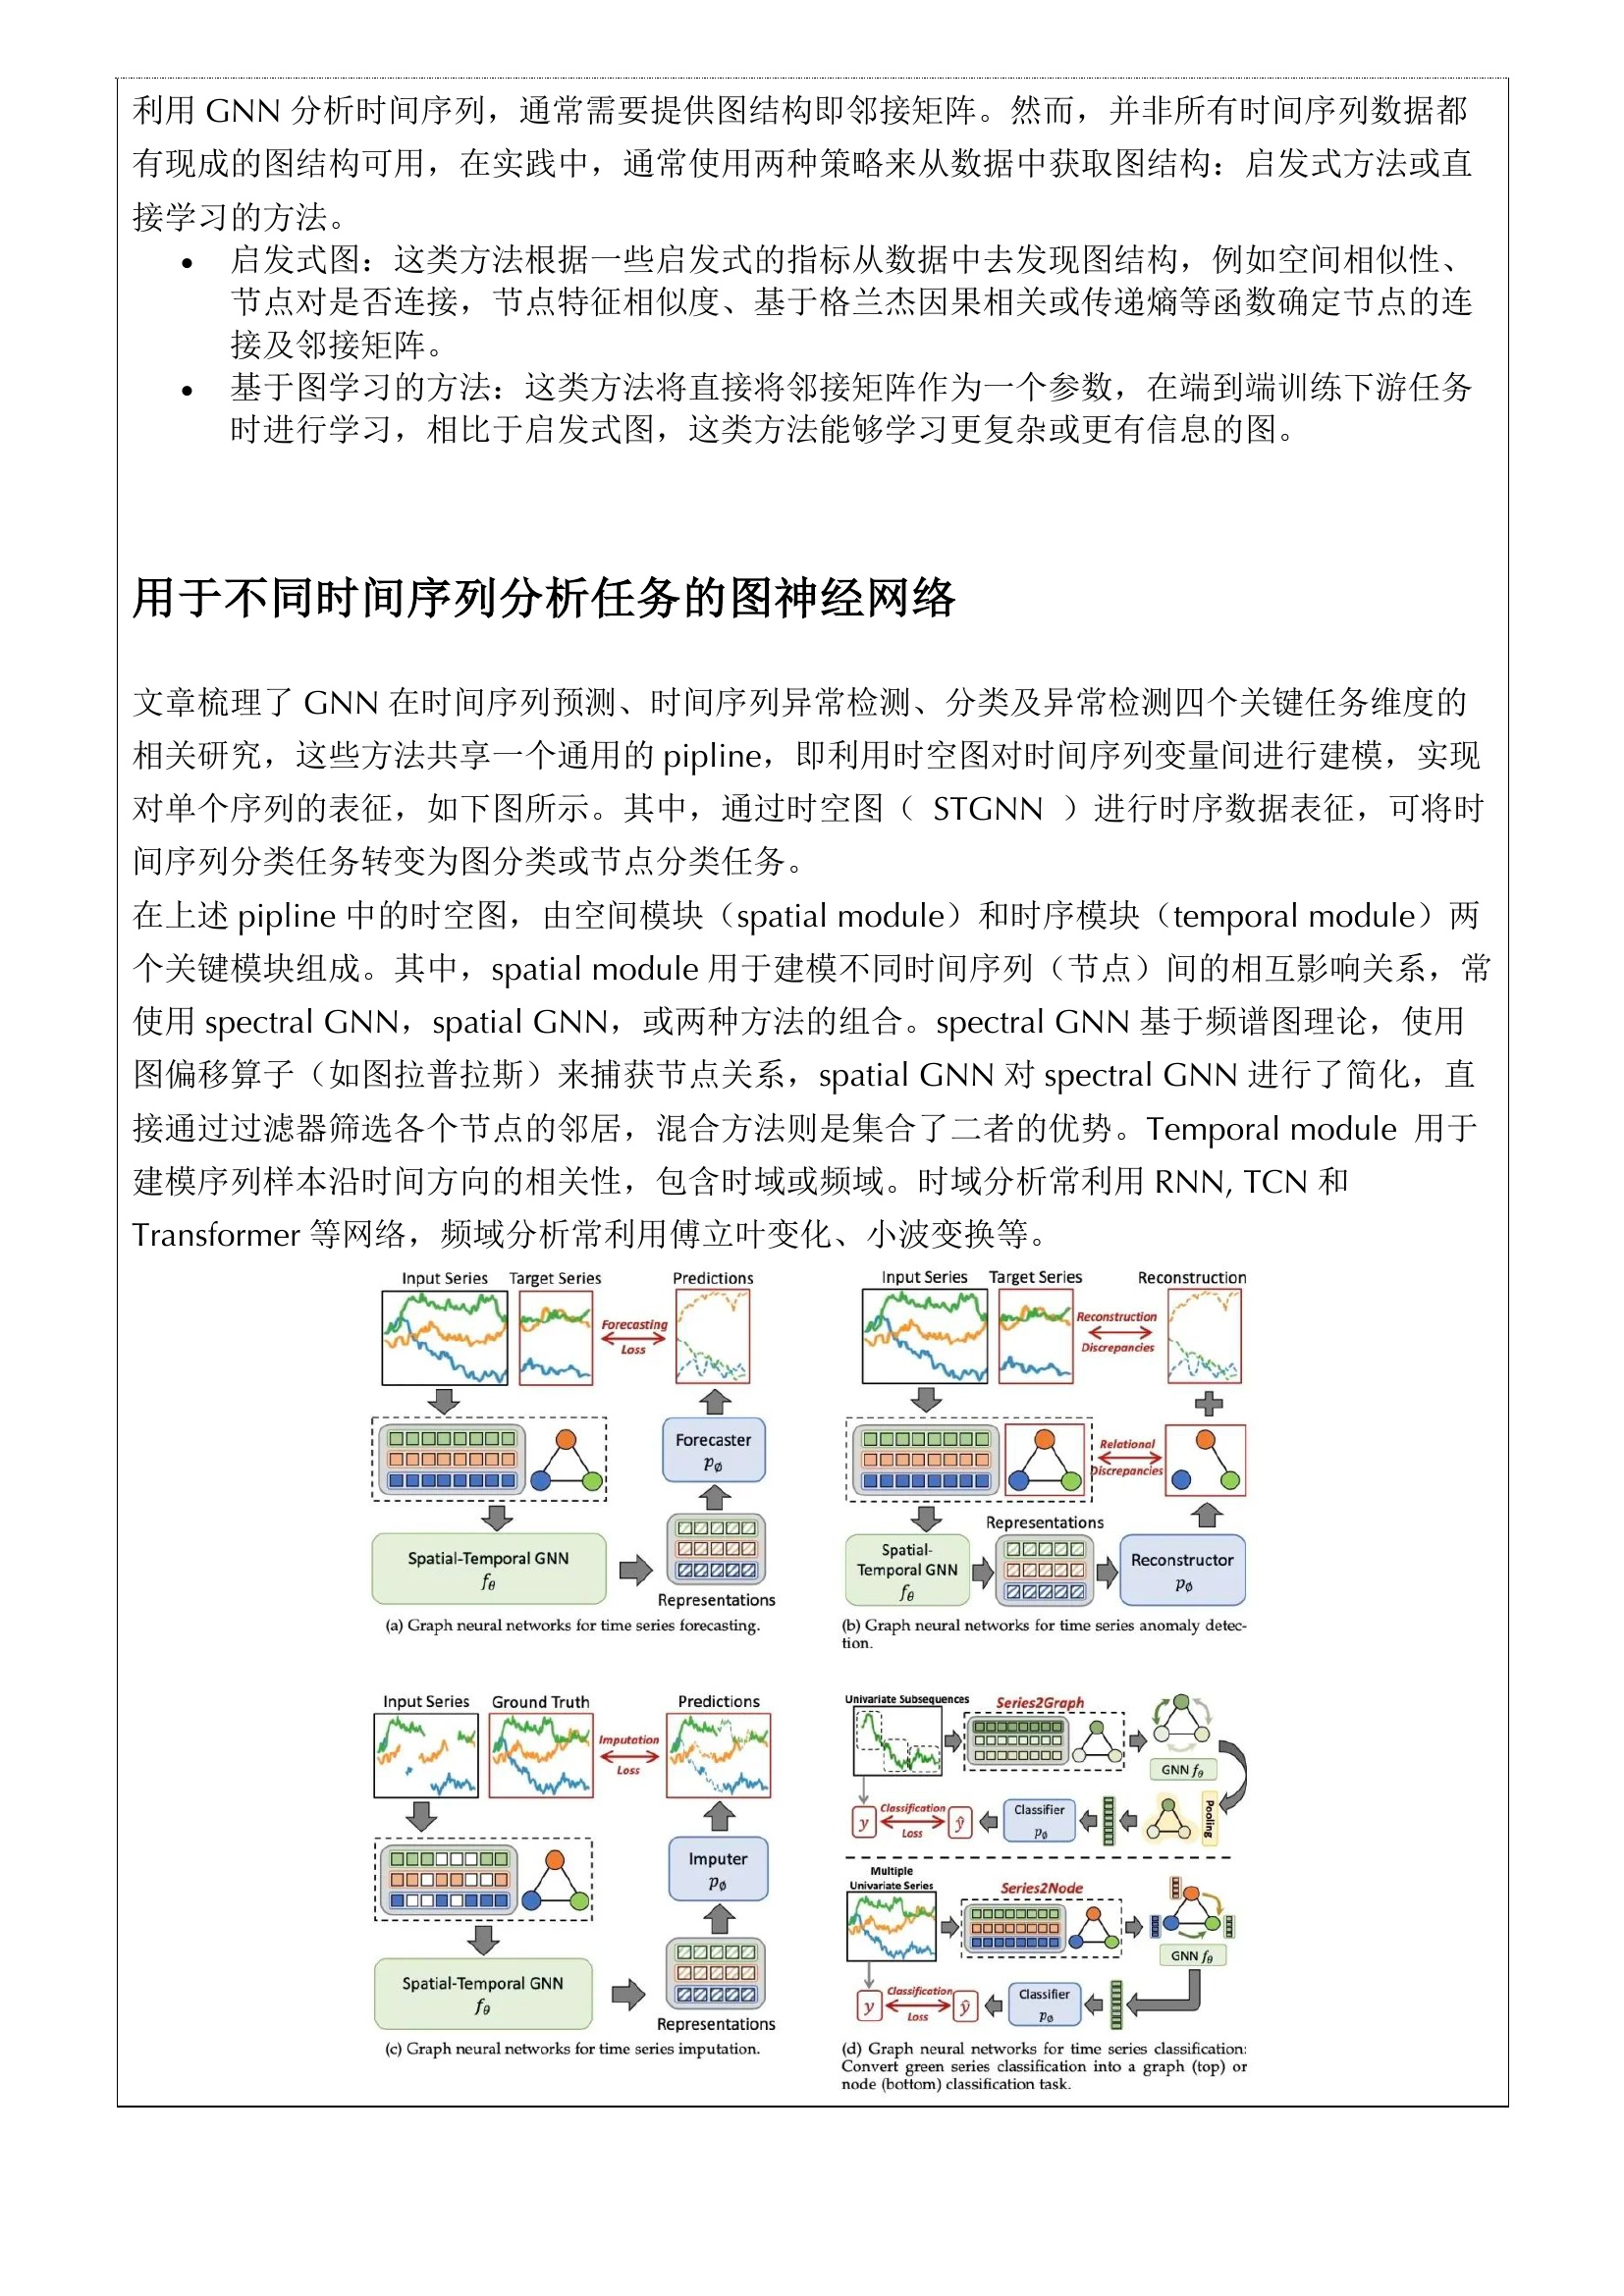 利用 GNN 分析时间序列，通常需要提供图结构即邻接矩阵。然而，并非所有时间序列数据都
有现成的图结构可用，在实践中，通常使用两种策略来从数据中获取图结构：启发式方法或直
接学习的方法。
• 启发式图：这类方法根据一些启发式的指标从数据中去发现图结构，例如空间相似性、
节点对是否连接，节点特征相似度、基于格兰杰因果相关或传递熵等函数确定节点的连
接及邻接矩阵。
• 基于图学习的方法：这类方法将直接将邻接矩阵作为一个参数，在端到端训练下游任务
时进行学习，相比于启发式图，这类方法能够学习更复杂或更有信息的图。
用于不同时间序列分析任务的图神经网络
文章梳理了 GNN 在时间序列预测、时间序列异常检测、分类及异常检测四个关键任务维度的
相关研究，这些方法共享一个通用的 pipline，即利用时空图对时间序列变量间进行建模，实现
对单个序列的表征，如下图所示。其中，通过时空图（ STGNN ）进行时序数据表征，可将时
间序列分类任务转变为图分类或节点分类任务。
在上述 pipline 中的时空图，由空间模块（spatial module）和时序模块（temporal module）两
个关键模块组成。其中，spatial module 用于建模不同时间序列（节点）间的相互影响关系，常
使用 spectral GNN，spatial GNN，或两种方法的组合。spectral GNN 基于频谱图理论，使用
图偏移算子（如图拉普拉斯）来捕获节点关系，spatial GNN 对 spectral GNN 进行了简化，直
接通过过滤器筛选各个节点的邻居，混合方法则是集合了二者的优势。Temporal module 用于
建模序列样本沿时间方向的相关性，包含时域或频域。时域分析常利用 RNN, TCN 和
Transformer 等网络，频域分析常利用傅立叶变化、小波变换等。
Input Series Target Series Predictions
Forecasting
Loss
Forecaster
pø
Spatial-Temporal GNN
fθ
Representations
(a) Graph neural networks for time series forecasting.
Input Series Target Series Reconstruction
Reconstruction
Discrepancies
Relational
Discrepancies
Representations
Spatial-
Temporal GNN
fθ
Reconstructor
pø
(b) Graph neural networks for time series anomaly detec-
tion.
Input Series Ground Truth Predictions
Imputation
Loss
Imputer
pø
Spatial-Temporal GNN
fθ
Representations
(c) Graph neural networks for time series imputation.
Univariate Subsequences Series2Graph
GNN fθ
Pooling
Classifier
pø
y Classification ŷ
Loss
Multiple
Univariate Series Series2Node
GNN fθ
Classifier
pø
y Classification ŷ
Loss
(d) Graph neural networks for time series classification:
Convert green series classification into a graph (top) or
node (bottom) classification task.